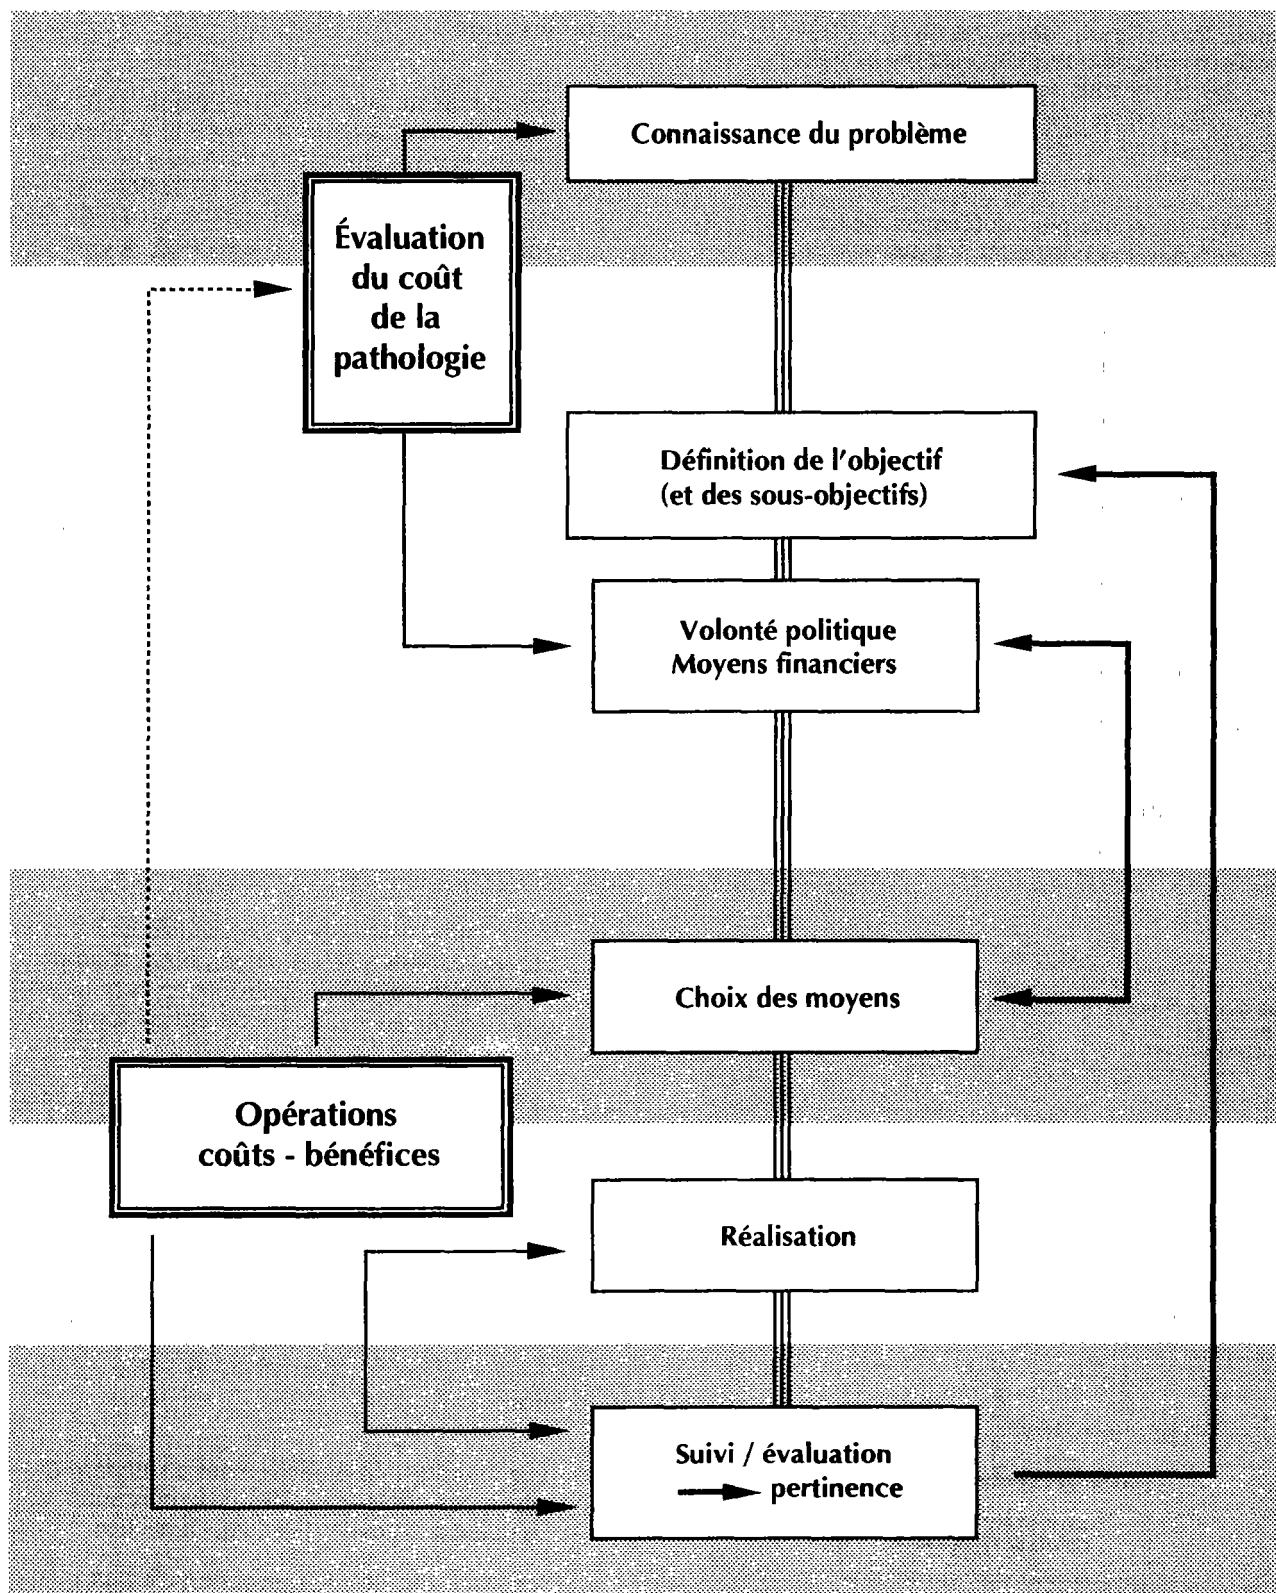 Connaissance du problème
Évaluation
du coût
de la
pathologie
Définition de l'objectif
(et des sous-objectifs)
Volonté politique
Moyens financiers
Choix des moyens
Opérations
coûts - bénéfices
Réalisation
Suivi / évaluation
pertinence